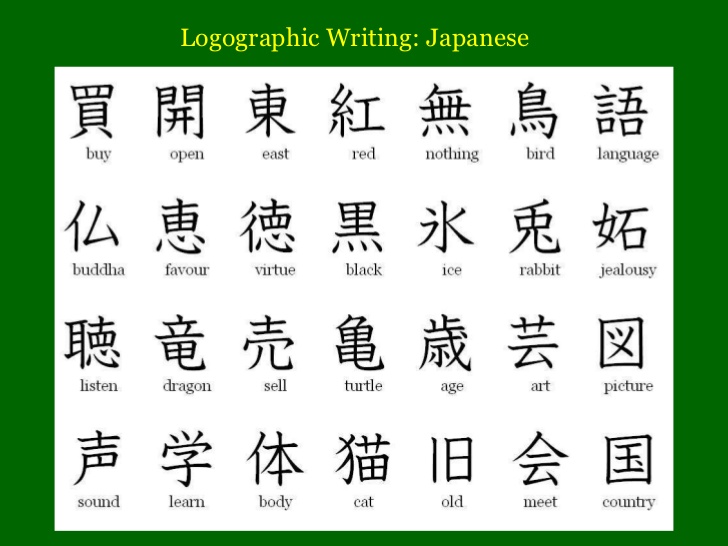 Logographic Writing: Japanese
買 開 東 紅 無 鳥 語
buy open east red nothing bird language
仏 恵 徳 黒 氷 兎 妬
buddha favour virtue black ice rabbit jealousy
聴 竜 売 亀 歳 芸 図
listen dragon sell turtle age art picture
声 学 体 猫 旧 会 国
sound learn body cat old meet country